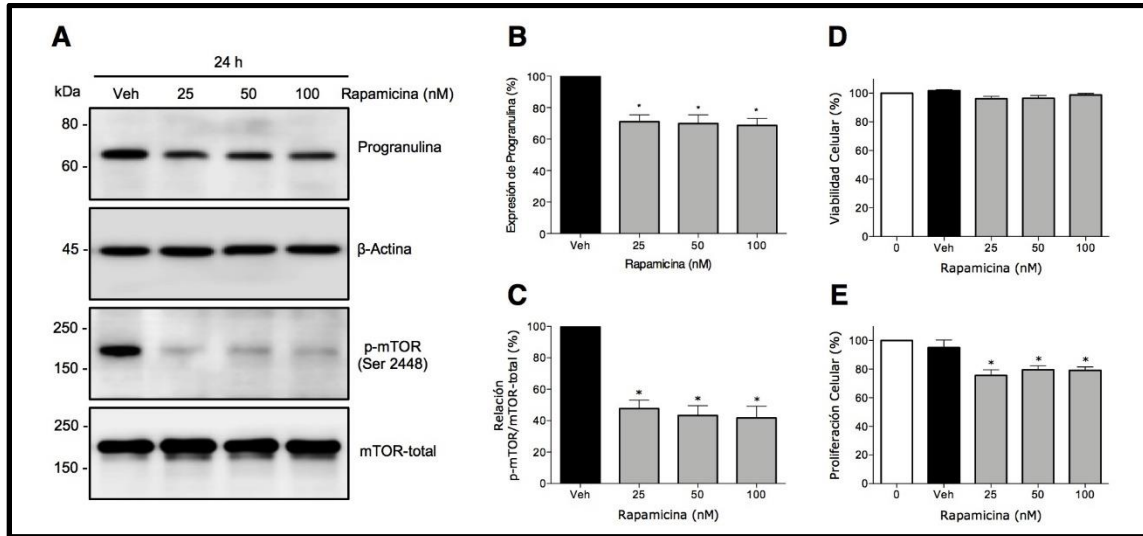 A
24 h
kDa
Veh 25 50 100 Rapamicina (nM)
80 -
60 -
Progranulina
45 -
β-Actina
250 -
150 -
p-mTOR
(Ser 2448)
250 -
150 -
mTOR-total
B
Expresión de Progranulina (%)
100
80
60
40
20
0
* * *
Veh 25 50 100
Rapamicina (nM)
C
Relación
p-mTOR/mTOR-total (%)
100
80
60
40
20
0
* * *
Veh 25 50 100
Rapamicina (nM)
D
Viabilidad Celular (%)
100
80
60
40
20
0
0 Veh 25 50 100
Rapamicina (nM)
E
Proliferación Celular (%)
100
80
60
40
20
0
* * *
0 Veh 25 50 100
Rapamicina (nM)